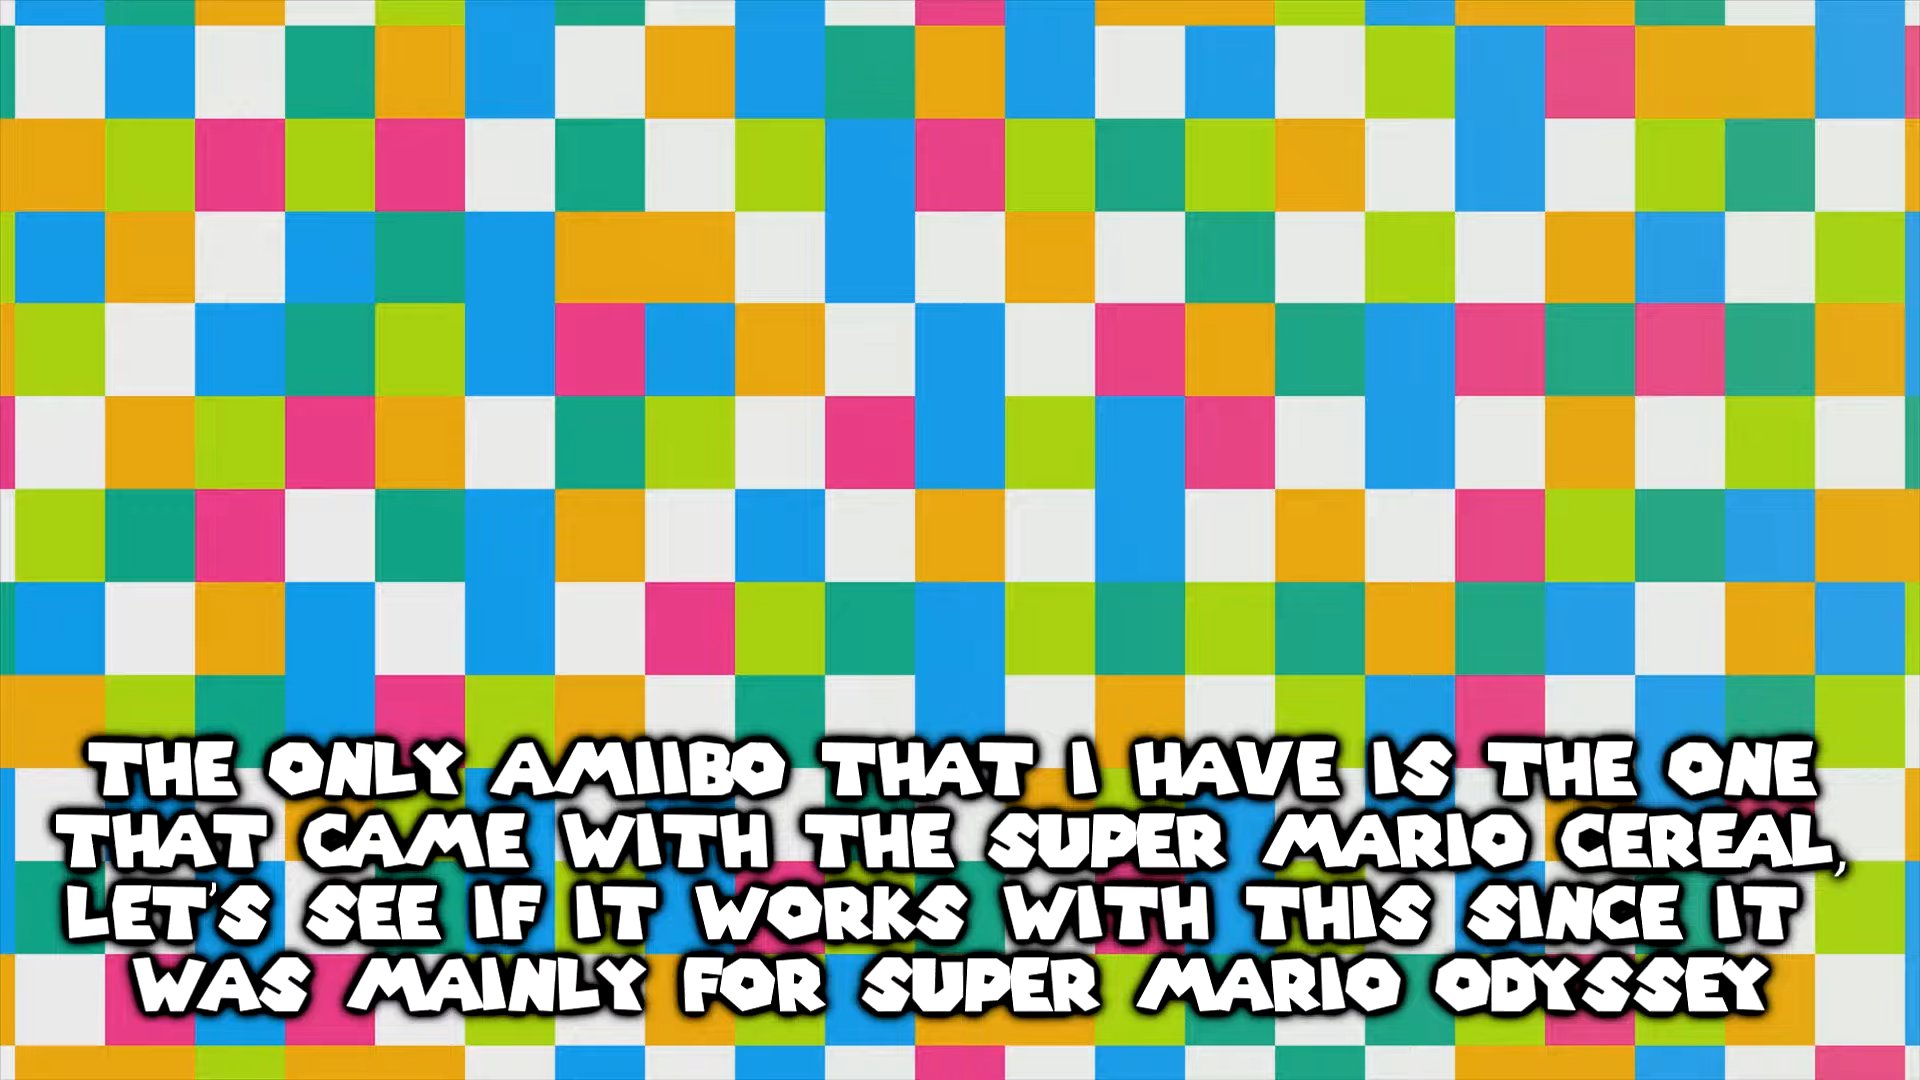 THE ONLY AMIIBO THAT I HAVE IS THE ONE
THAT CAME WITH THE SUPER MARIO CEREAL,
LET'S SEE IF IT WORKS WITH THIS SINCE IT
WAS MAINLY FOR SUPER MARIO ODYSSEY